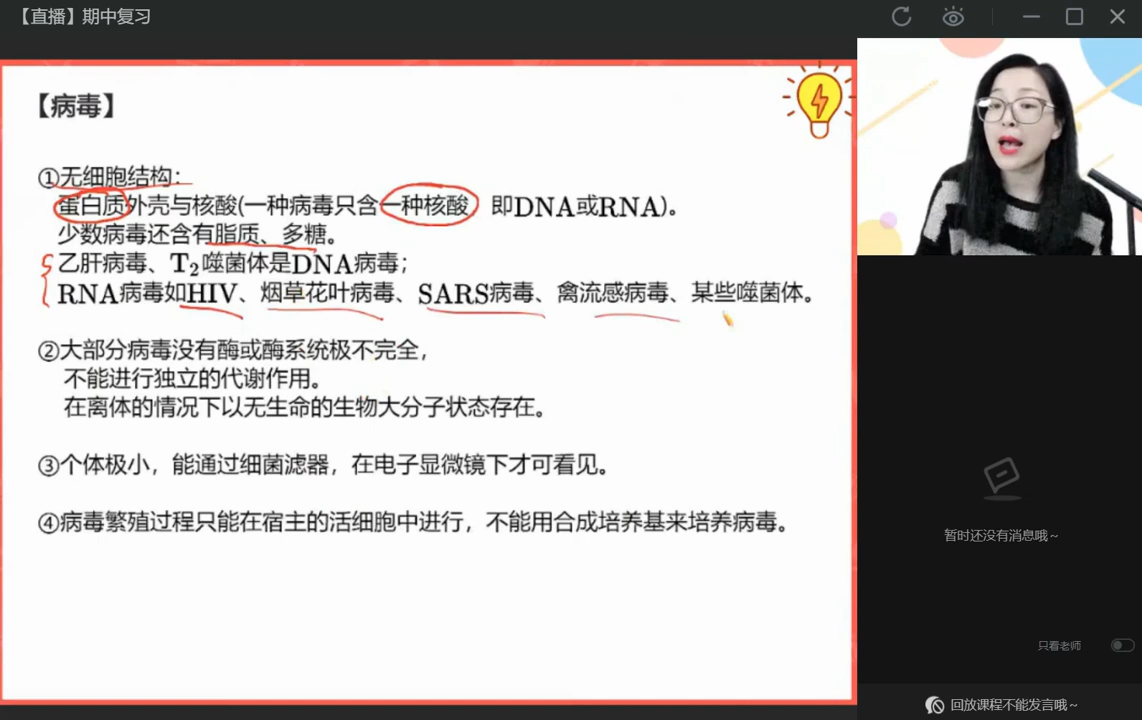 【直播】期中复习
【病毒】
①无细胞结构：
蛋白质外壳与核酸(一种病毒只含一种核酸 即DNA或RNA)。
少数病毒还含有脂质、多糖。
乙肝病毒、T₂噬菌体是DNA病毒；
RNA病毒如HIV、烟草花叶病毒、SARS病毒、禽流感病毒、某些噬菌体。
②大部分病毒没有酶或酶系统极不完全，
不能进行独立的代谢作用。
在离体的情况下以无生命的生物大分子状态存在。
③个体极小，能通过细菌滤器，在电子显微镜下才可看见。
④病毒繁殖过程只能在宿主的活细胞中进行，不能用合成培养基来培养病毒。
暂时还没有消息哦～
只看老师
回放课程不能发言哦～